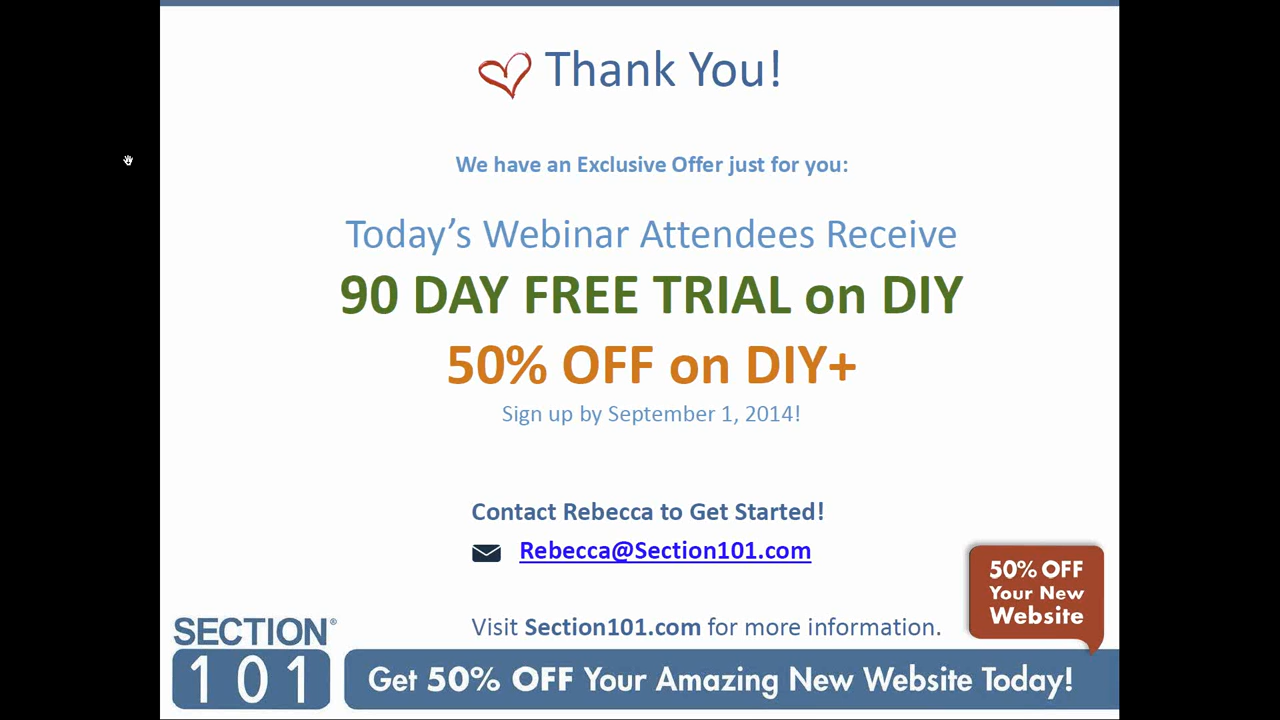 Thank You!
We have an Exclusive Offer just for you:
Today's Webinar Attendees Receive
90 DAY FREE TRIAL on DIY
50% OFF on DIY+
Sign up by September 1, 2014!
Contact Rebecca to Get Started!
Rebecca@Section101.com
50% OFF
Your New
Website
Visit Section101.com for more information.
SECTION®
101
Get 50% OFF Your Amazing New Website Today!